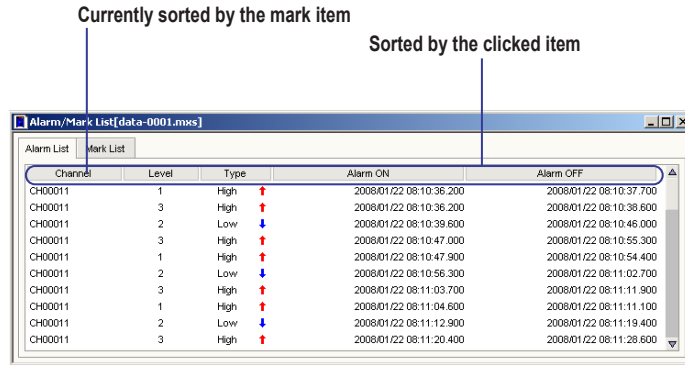 Currently sorted by the mark item
Sorted by the clicked item
Alarm/Mark List[data-0001.mxs]
Alarm List Mark List
Channel Level Type Alarm ON Alarm OFF
CH00011 1 High 2008/01/22 08:10:36.200 2008/01/22 08:10:37.700
CH00011 3 High 2008/01/22 08:10:36.200 2008/01/22 08:10:38.600
CH00011 2 Low 2008/01/22 08:10:39.600 2008/01/22 08:10:46.000
CH00011 3 High 2008/01/22 08:10:47.000 2008/01/22 08:10:55.300
CH00011 1 High 2008/01/22 08:10:47.900 2008/01/22 08:10:54.400
CH00011 2 Low 2008/01/22 08:10:56.300 2008/01/22 08:11:02.700
CH00011 3 High 2008/01/22 08:11:03.700 2008/01/22 08:11:11.900
CH00011 1 High 2008/01/22 08:11:04.600 2008/01/22 08:11:11.100
CH00011 2 Low 2008/01/22 08:11:12.900 2008/01/22 08:11:19.400
CH00011 3 High 2008/01/22 08:11:20.400 2008/01/22 08:11:28.600